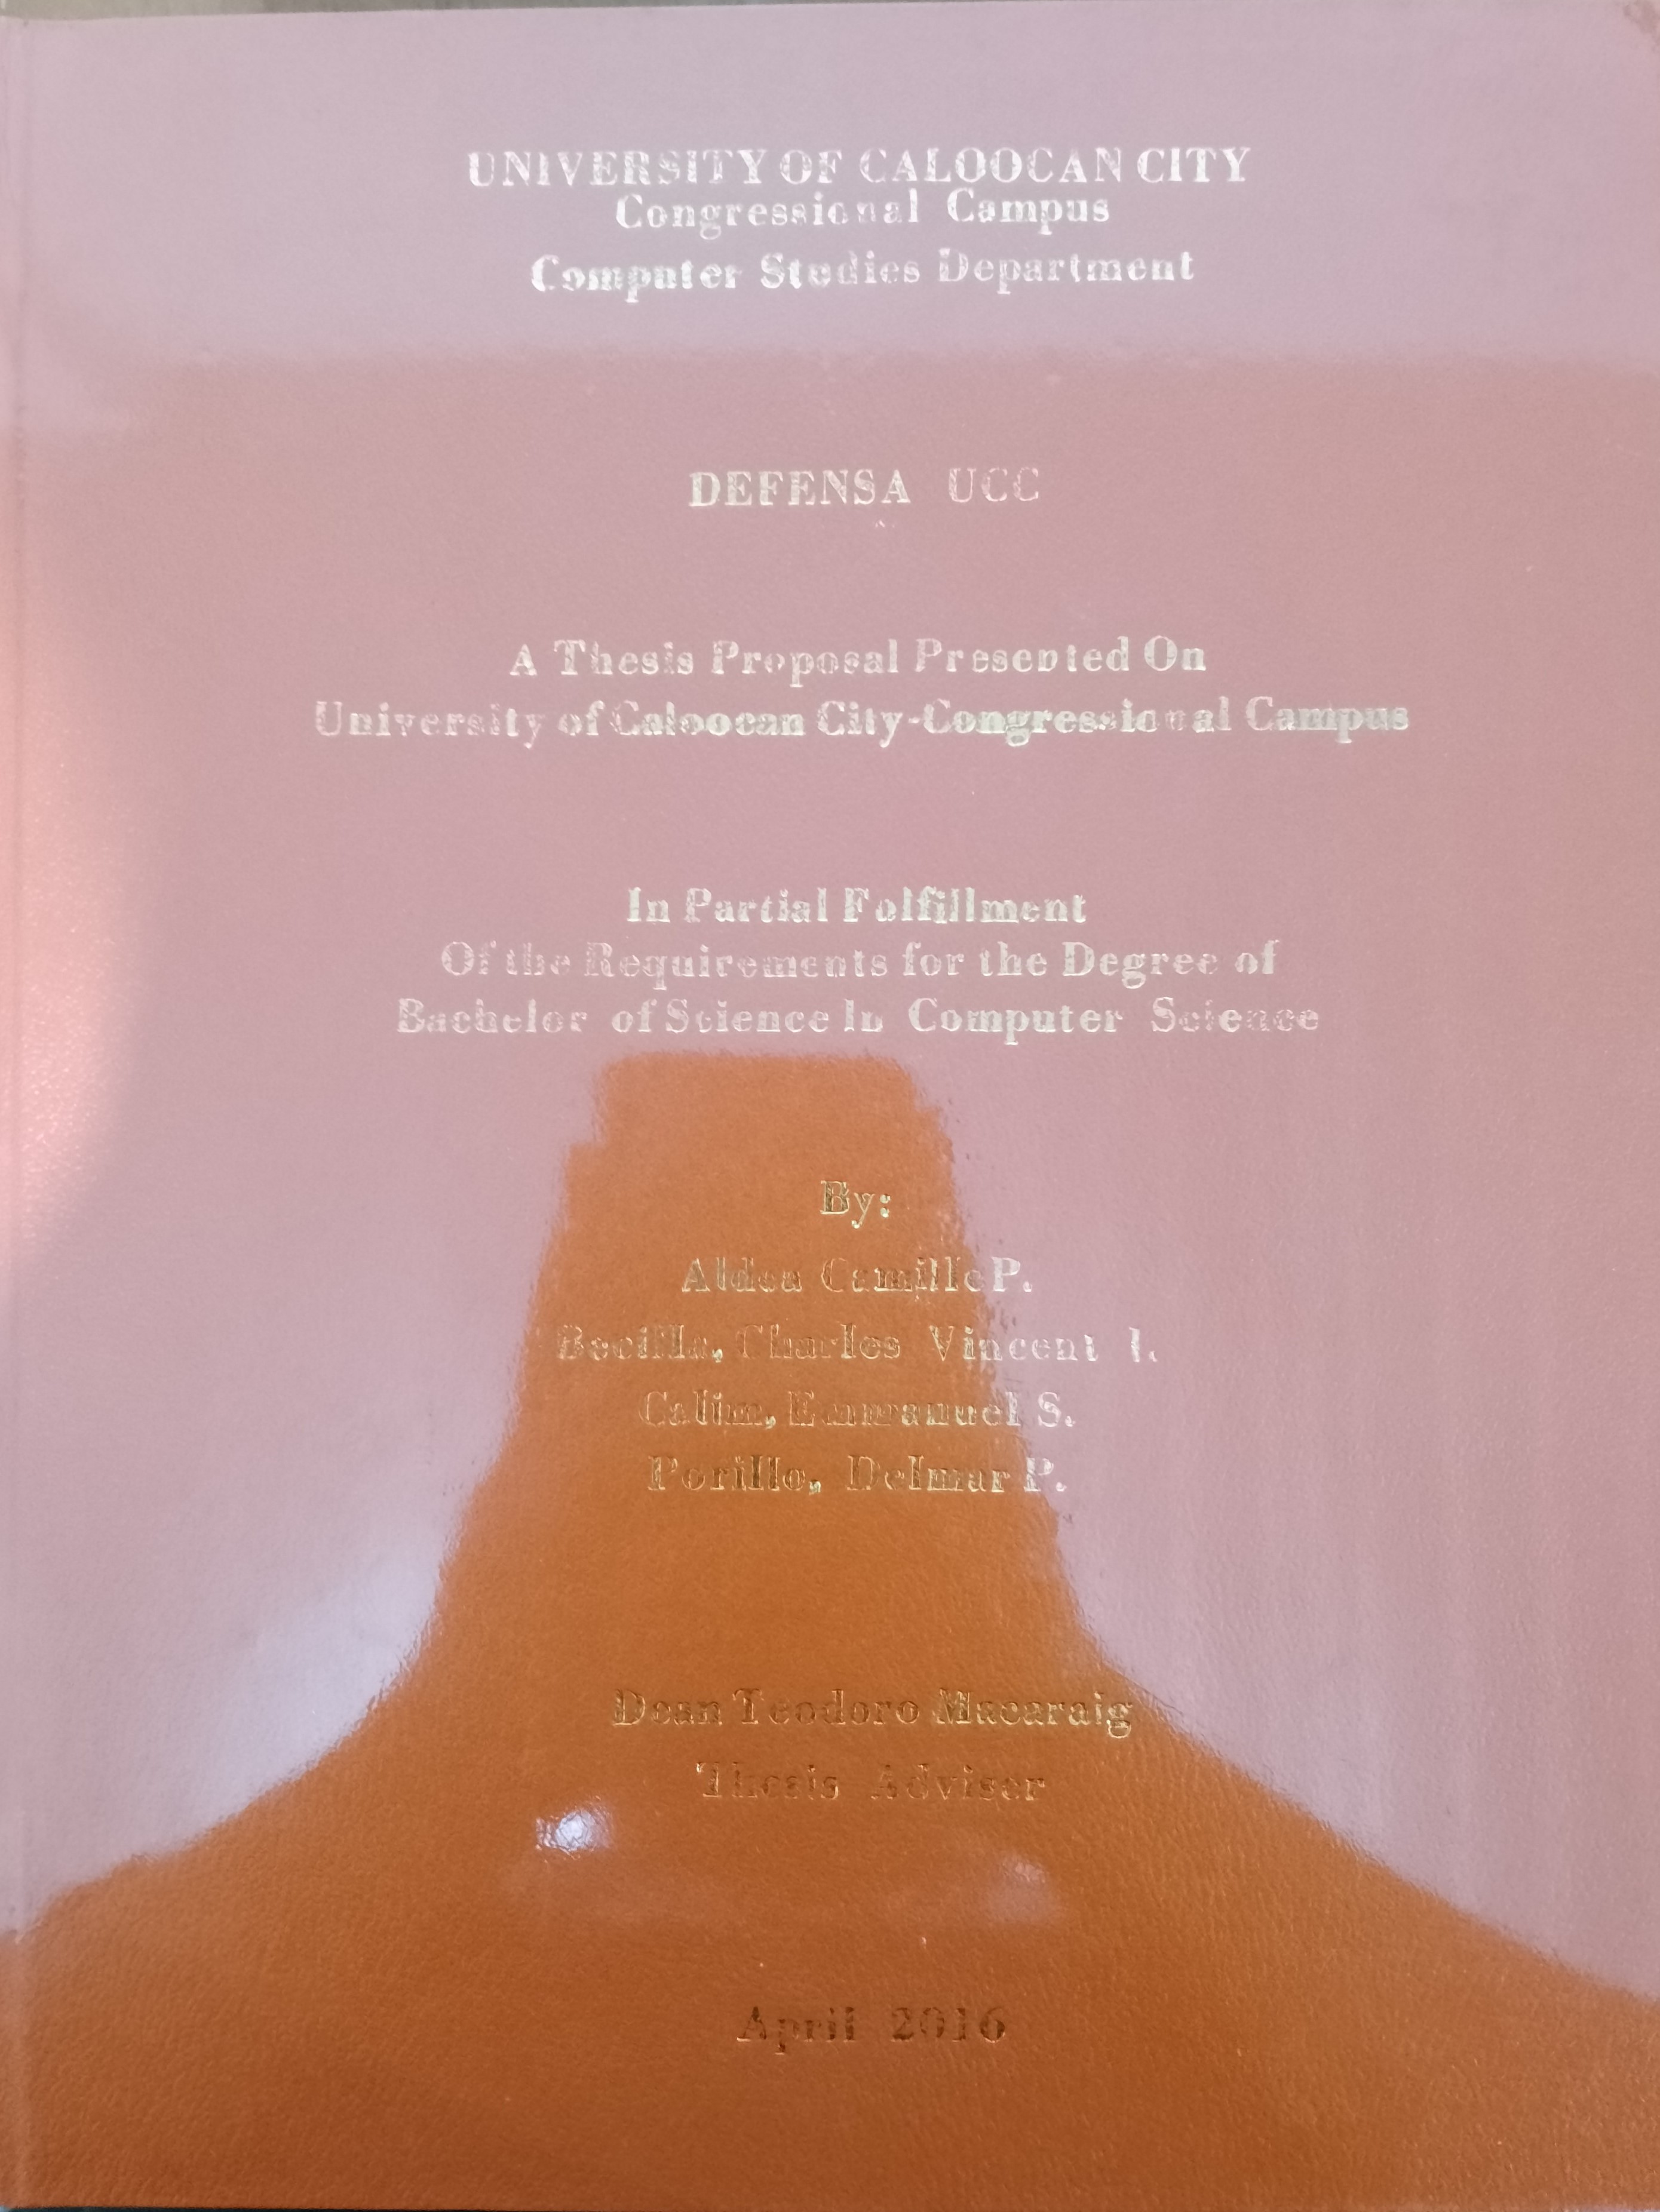 UNIVERSITY OF CALOOCAN CITY
Congressional Campus
Computer Studies Department
DEFENSA UCC
A Thesis Proposal Presented On
University of Caloocan City-Congressional Campus
In Partial Fulfillment
Of the Requirements for the Degree of
Bachelor of Science In Computer Science
By:
Aldea Camille P.
Becilla, Charles Vincent I.
Calim, Emmanuel S.
Porillo, Delmar P.
Dean Teodoro Macaraig
Thesis Adviser
April 2016